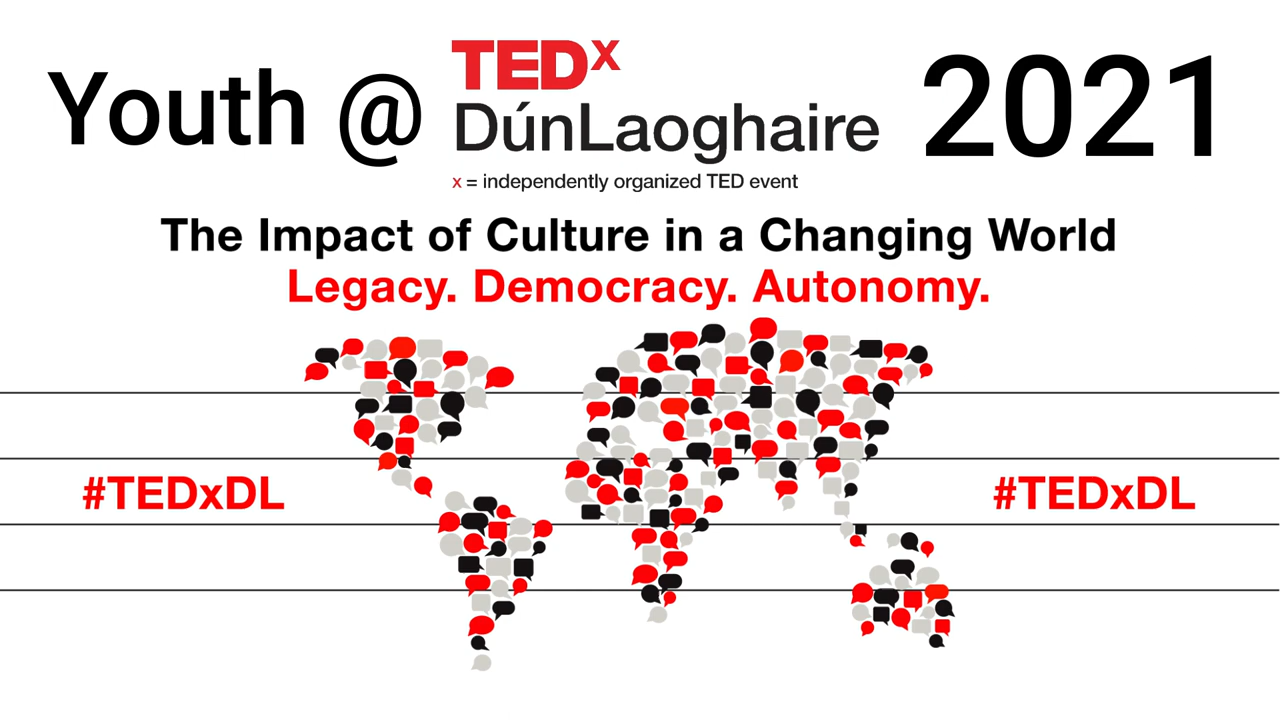 Youth @ TEDx DúnLaoghaire 2021
x = independently organized TED event
The Impact of Culture in a Changing World
Legacy. Democracy. Autonomy.
#TEDxDL #TEDxDL